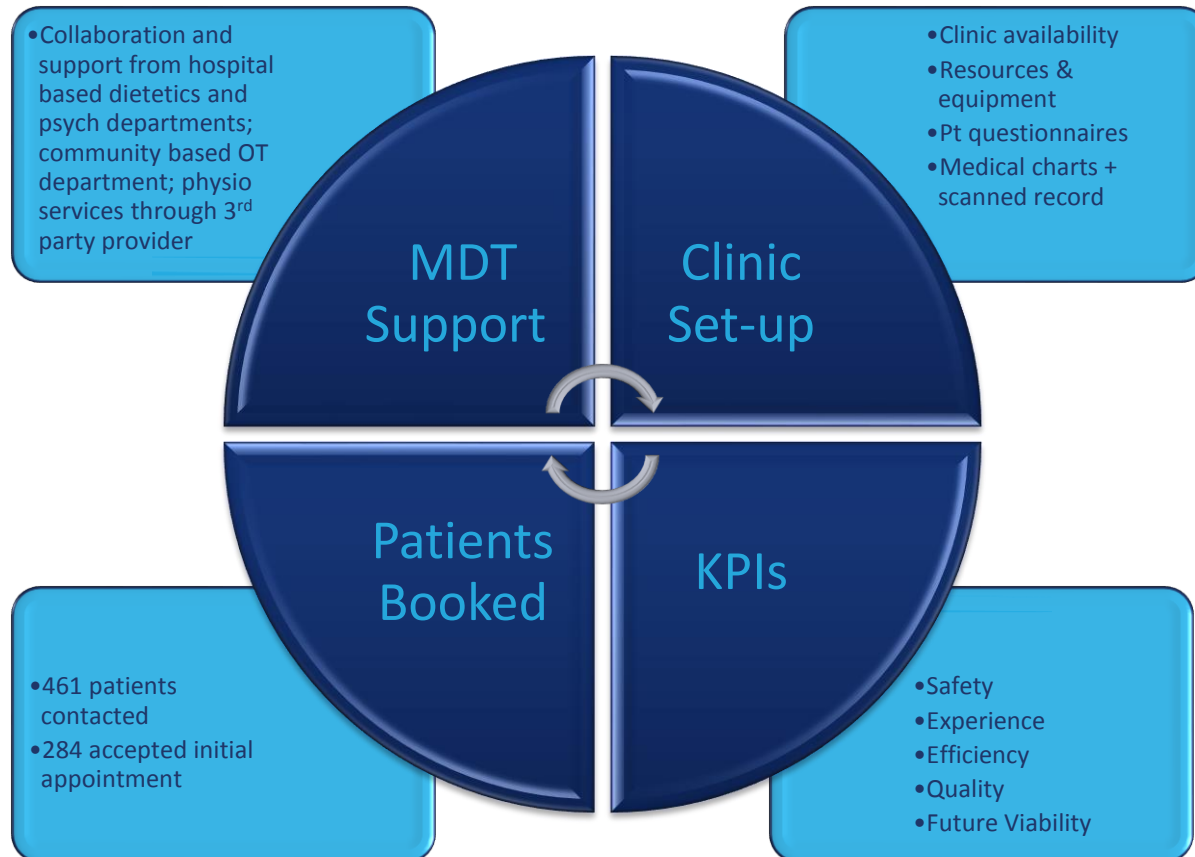 •Collaboration and
support from hospital
based dietetics and
psych departments;
community based OT
department; physio
services through 3rd
party provider
•Clinic availability
•Resources &
equipment
•Pt questionnaires
•Medical charts +
scanned record
MDT
Support
Clinic
Set-up
Patients
Booked
KPIs
•461 patients
contacted
•284 accepted initial
appointment
•Safety
•Experience
•Efficiency
•Quality
•Future Viability